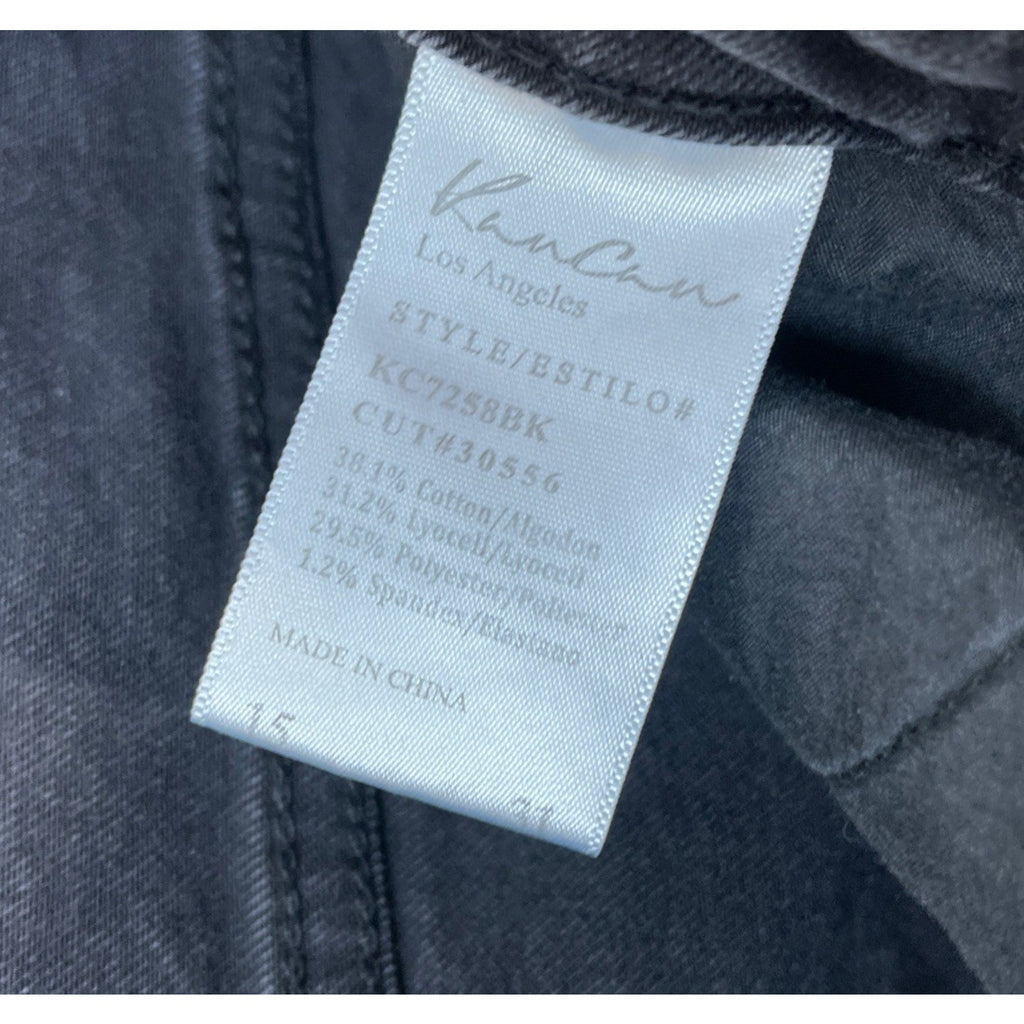 KanCan
Los Angeles
STYLE/ESTILO#
KC7258BK
CUT#30556
38.1% Cotton/Algodon
31.2% Lyocell/Lyocell
29.5% Polyester/Poliester
1.2% Spandex/Elastano
MADE IN CHINA
15